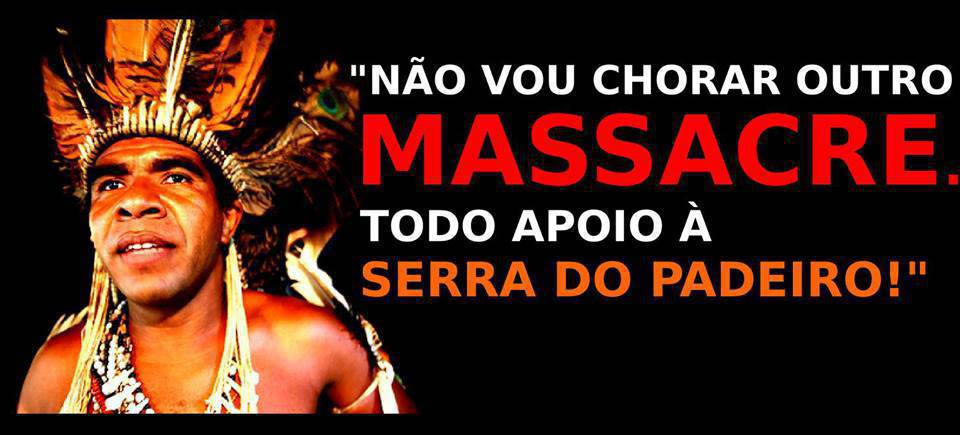 "NÃO VOU CHORAR OUTRO
MASSACRE.
TODO APOIO À
SERRA DO PADEIRO!"